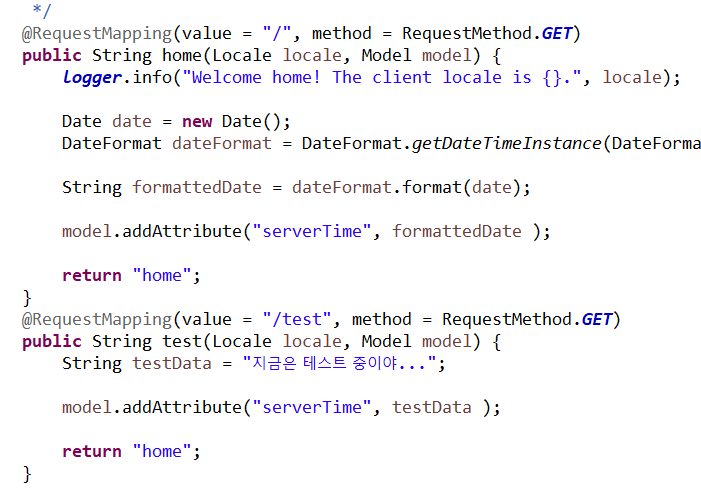 */
@RequestMapping(value = "/", method = RequestMethod.GET)
public String home(Locale locale, Model model) {
logger.info("Welcome home! The client locale is {}.", locale);
Date date = new Date();
DateFormat dateFormat = DateFormat.getDateTimeInstance(DateForma
String formattedDate = dateFormat.format(date);
model.addAttribute("serverTime", formattedDate );
return "home";
}
@RequestMapping(value = "/test", method = RequestMethod.GET)
public String test(Locale locale, Model model) {
String testData = "지금은 테스트 중이야...";
model.addAttribute("serverTime", testData );
return "home";
}